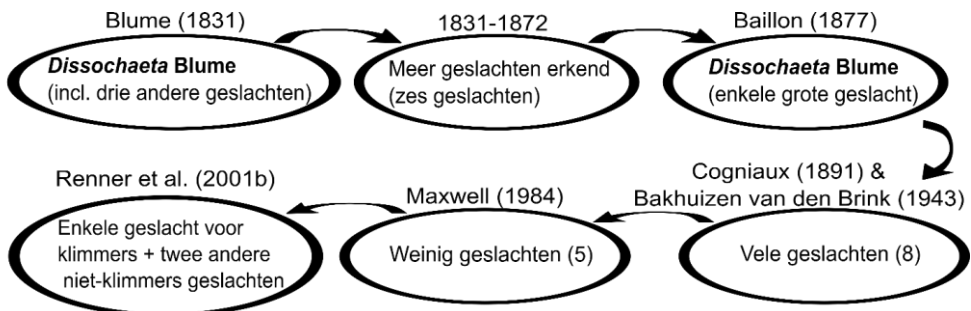 Blume (1831)
Dissochaeta Blume
(incl. drie andere geslachten)
1831-1872
Meer geslachten erkend
(zes geslachten)
Baillon (1877)
Dissochaeta Blume
(enkele grote geslacht)
Cogniaux (1891) &
Bakhuizen van den Brink (1943)
Vele geslachten (8)
Maxwell (1984)
Weinig geslachten (5)
Renner et al. (2001b)
Enkele geslacht voor
klimmers + twee andere
niet-klimmers geslachten